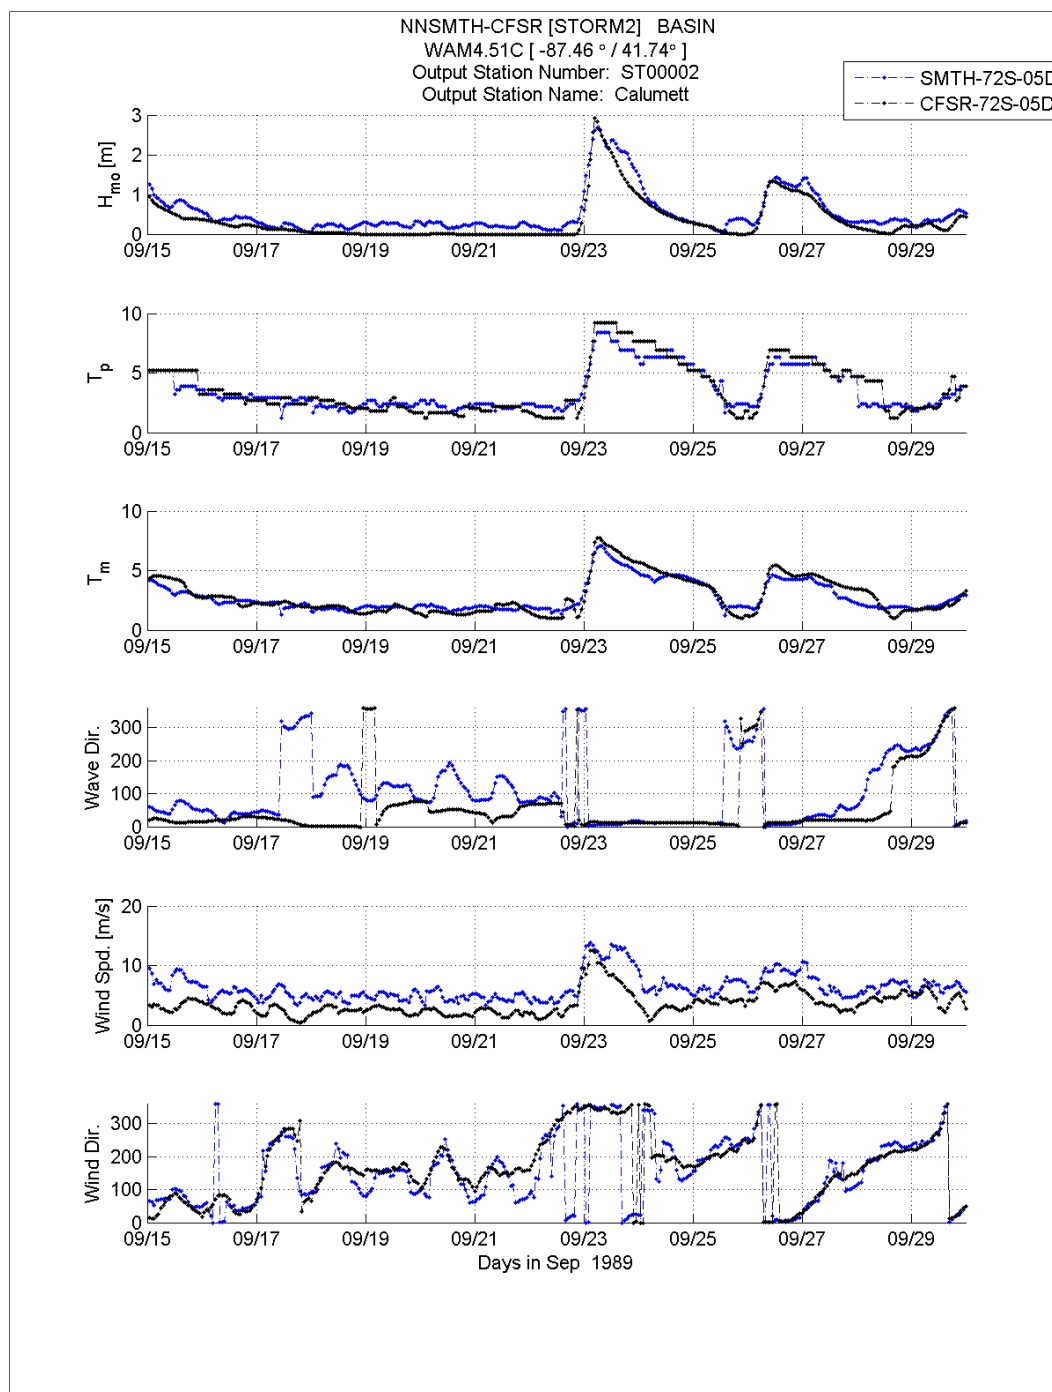 NNSMTH-CFSR [STORM2] BASIN
WAM4.51C [ -87.46 ° / 41.74° ]
Output Station Number: ST00002
Output Station Name: Calumett
SMTH-72S-05D
CFSR-72S-05D
H_mo [m]
3
2
1
0
09/15 09/17 09/19 09/21 09/23 09/25 09/27 09/29
T_p
10
5
0
09/15 09/17 09/19 09/21 09/23 09/25 09/27 09/29
T_m
10
5
0
09/15 09/17 09/19 09/21 09/23 09/25 09/27 09/29
Wave Dir.
300
200
100
0
09/15 09/17 09/19 09/21 09/23 09/25 09/27 09/29
Wind Spd. [m/s]
20
10
0
09/15 09/17 09/19 09/21 09/23 09/25 09/27 09/29
Wind Dir.
300
200
100
0
09/15 09/17 09/19 09/21 09/23 09/25 09/27 09/29
Days in Sep 1989